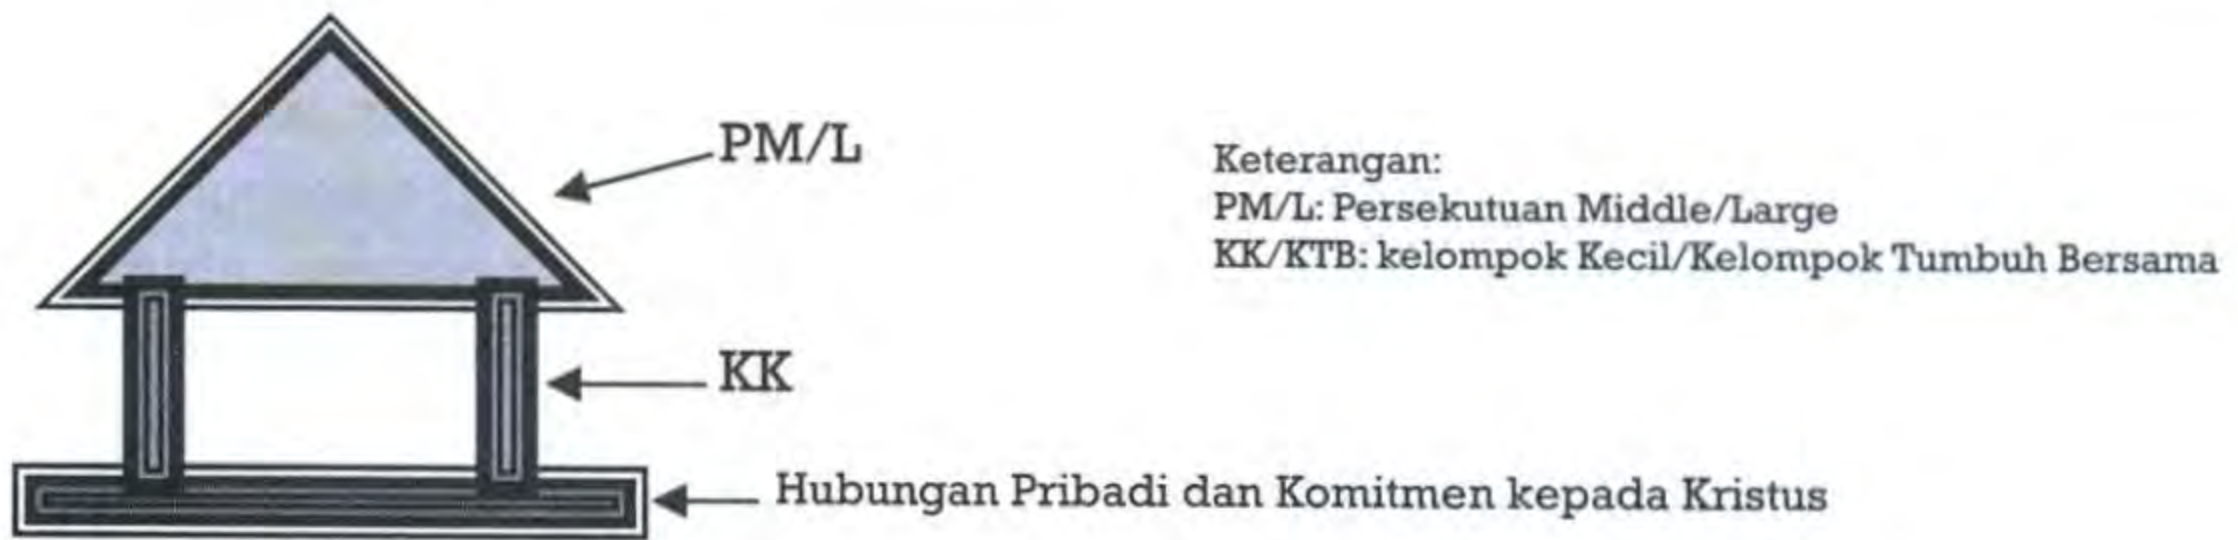 PM/L
KK
Hubungan Pribadi dan Komitmen kepada Kristus
Keterangan:
PM/L: Persekutuan Middle/Large
KK/KTB: kelompok Kecil/Kelompok Tumbuh Bersama